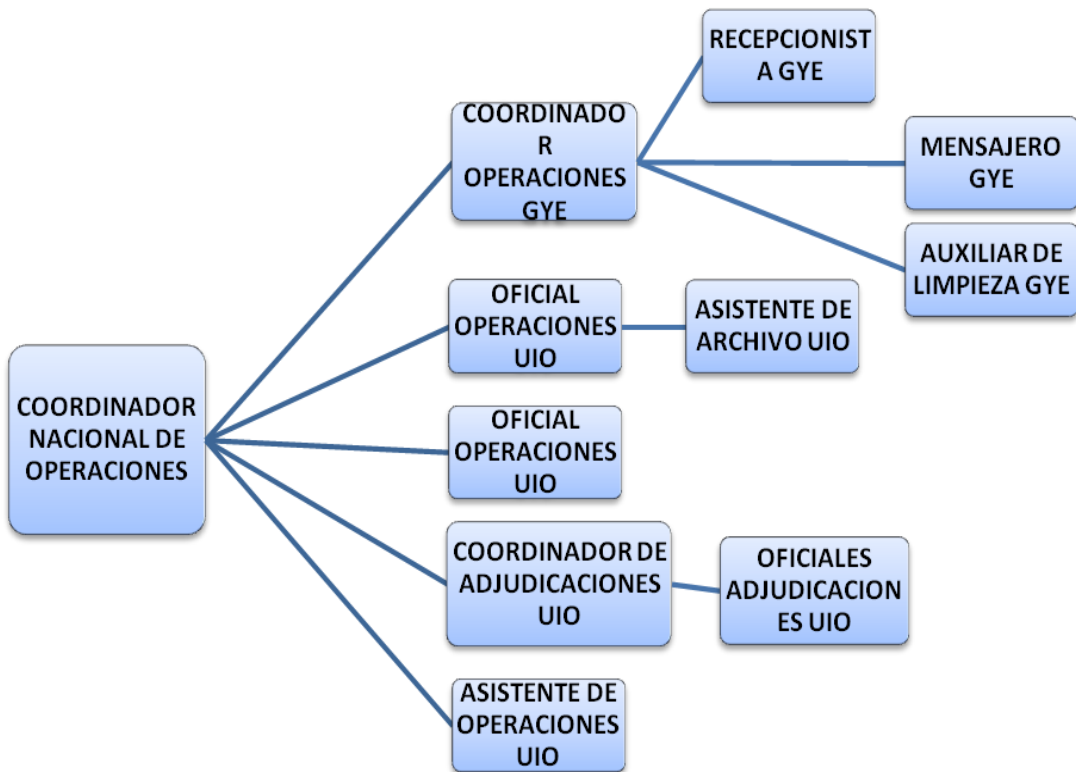 RECEPCIONIST
A GYE
COORDINADO
R
OPERACIONES
GYE
MENSAJERO
GYE
AUXILIAR DE
LIMPIEZA GYE
OFICIAL
OPERACIONES
UIO
ASISTENTE DE
ARCHIVO UIO
COORDINADOR
NACIONAL DE
OPERACIONES
OFICIAL
OPERACIONES
UIO
COORDINADOR DE
ADJUDICACIONES
UIO
OFICIALES
ADJUDICACION
ES UIO
ASISTENTE DE
OPERACIONES
UIO